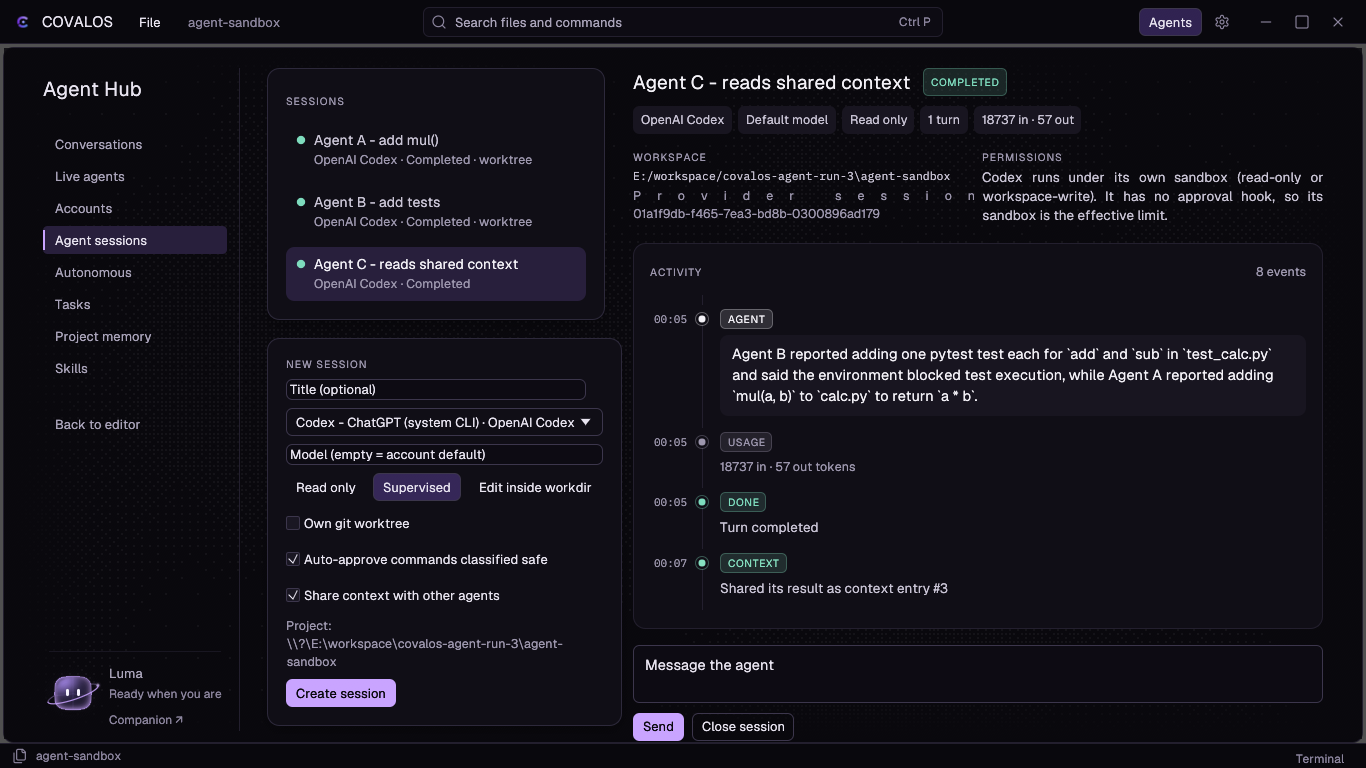 COVALOS File agent-sandbox Search files and commands Ctrl P Agents
Agent Hub
Conversations
Live agents
Accounts
Agent sessions
Autonomous
Tasks
Project memory
Skills
Back to editor
Luma
Ready when you are
Companion ↗
SESSIONS
Agent A - add mul()
OpenAI Codex · Completed · worktree
Agent B - add tests
OpenAI Codex · Completed · worktree
Agent C - reads shared context
OpenAI Codex · Completed
NEW SESSION
Title (optional)
Codex - ChatGPT (system CLI) · OpenAI Codex ▼
Model (empty = account default)
Read only Supervised Edit inside workdir
Own git worktree
Auto-approve commands classified safe
Share context with other agents
Project:
\\?\E:\workspace\covalos-agent-run-3\agent-
sandbox
Create session
Agent C - reads shared context COMPLETED
OpenAI Codex Default model Read only 1 turn 18737 in · 57 out
WORKSPACE
E:/workspace/covalos-agent-run-3\agent-sandbox
Provider session
01a1f9db-f465-7ea3-bd8b-0300896ad179
PERMISSIONS
Codex runs under its own sandbox (read-only or
workspace-write). It has no approval hook, so its
sandbox is the effective limit.
ACTIVITY 8 events
00:05 AGENT
Agent B reported adding one pytest test each for `add` and `sub` in `test_calc.py`
and said the environment blocked test execution, while Agent A reported adding
`mul(a, b)` to `calc.py` to return `a * b`.
00:05 USAGE
18737 in · 57 out tokens
00:05 DONE
Turn completed
00:07 CONTEXT
Shared its result as context entry #3
Message the agent
Send Close session
agent-sandbox Terminal